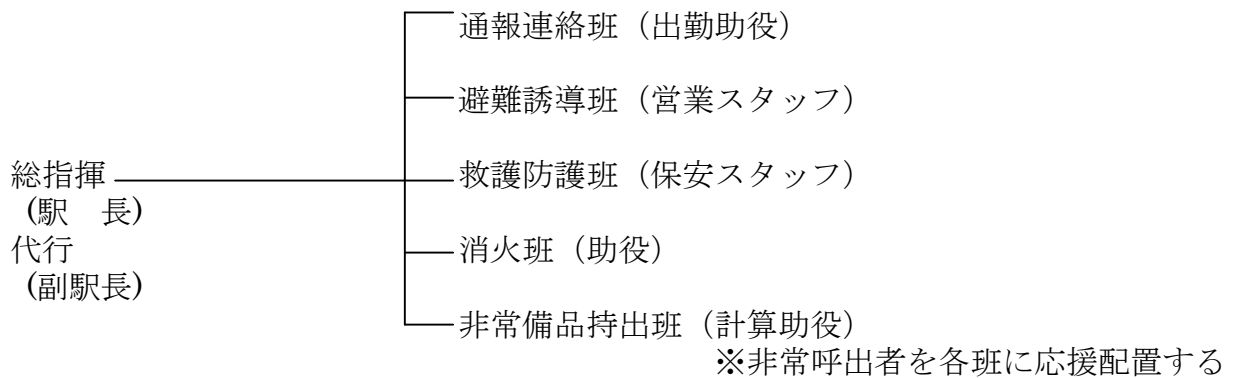 通報連絡班（出勤助役）
避難誘導班（営業スタッフ）
総指揮
救護防護班（保安スタッフ）
(駅　長)
代行
消火班（助役）
(副駅長)
非常備品持出班（計算助役）
※非常呼出者を各班に応援配置する